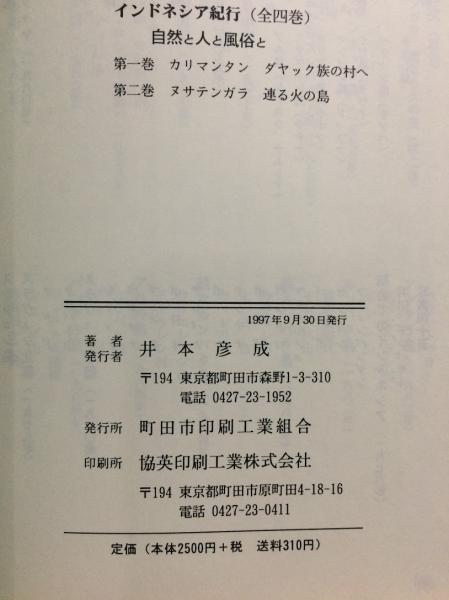 インドネシア紀行（全四巻）
自然と人と風俗と
第一巻　カリマンタン　ダヤック族の村へ
第二巻　ヌサテンガラ　連る火の島
1997年9月30日発行
著者
発行者　井本彦成
〒194 東京都町田市森野1-3-310
電話 0427-23-1952
発行所　町田市印刷工業組合
印刷所　協英印刷工業株式会社
〒194 東京都町田市原町田4-18-16
電話 0427-23-0411
定価（本体2500円＋税　送料310円）